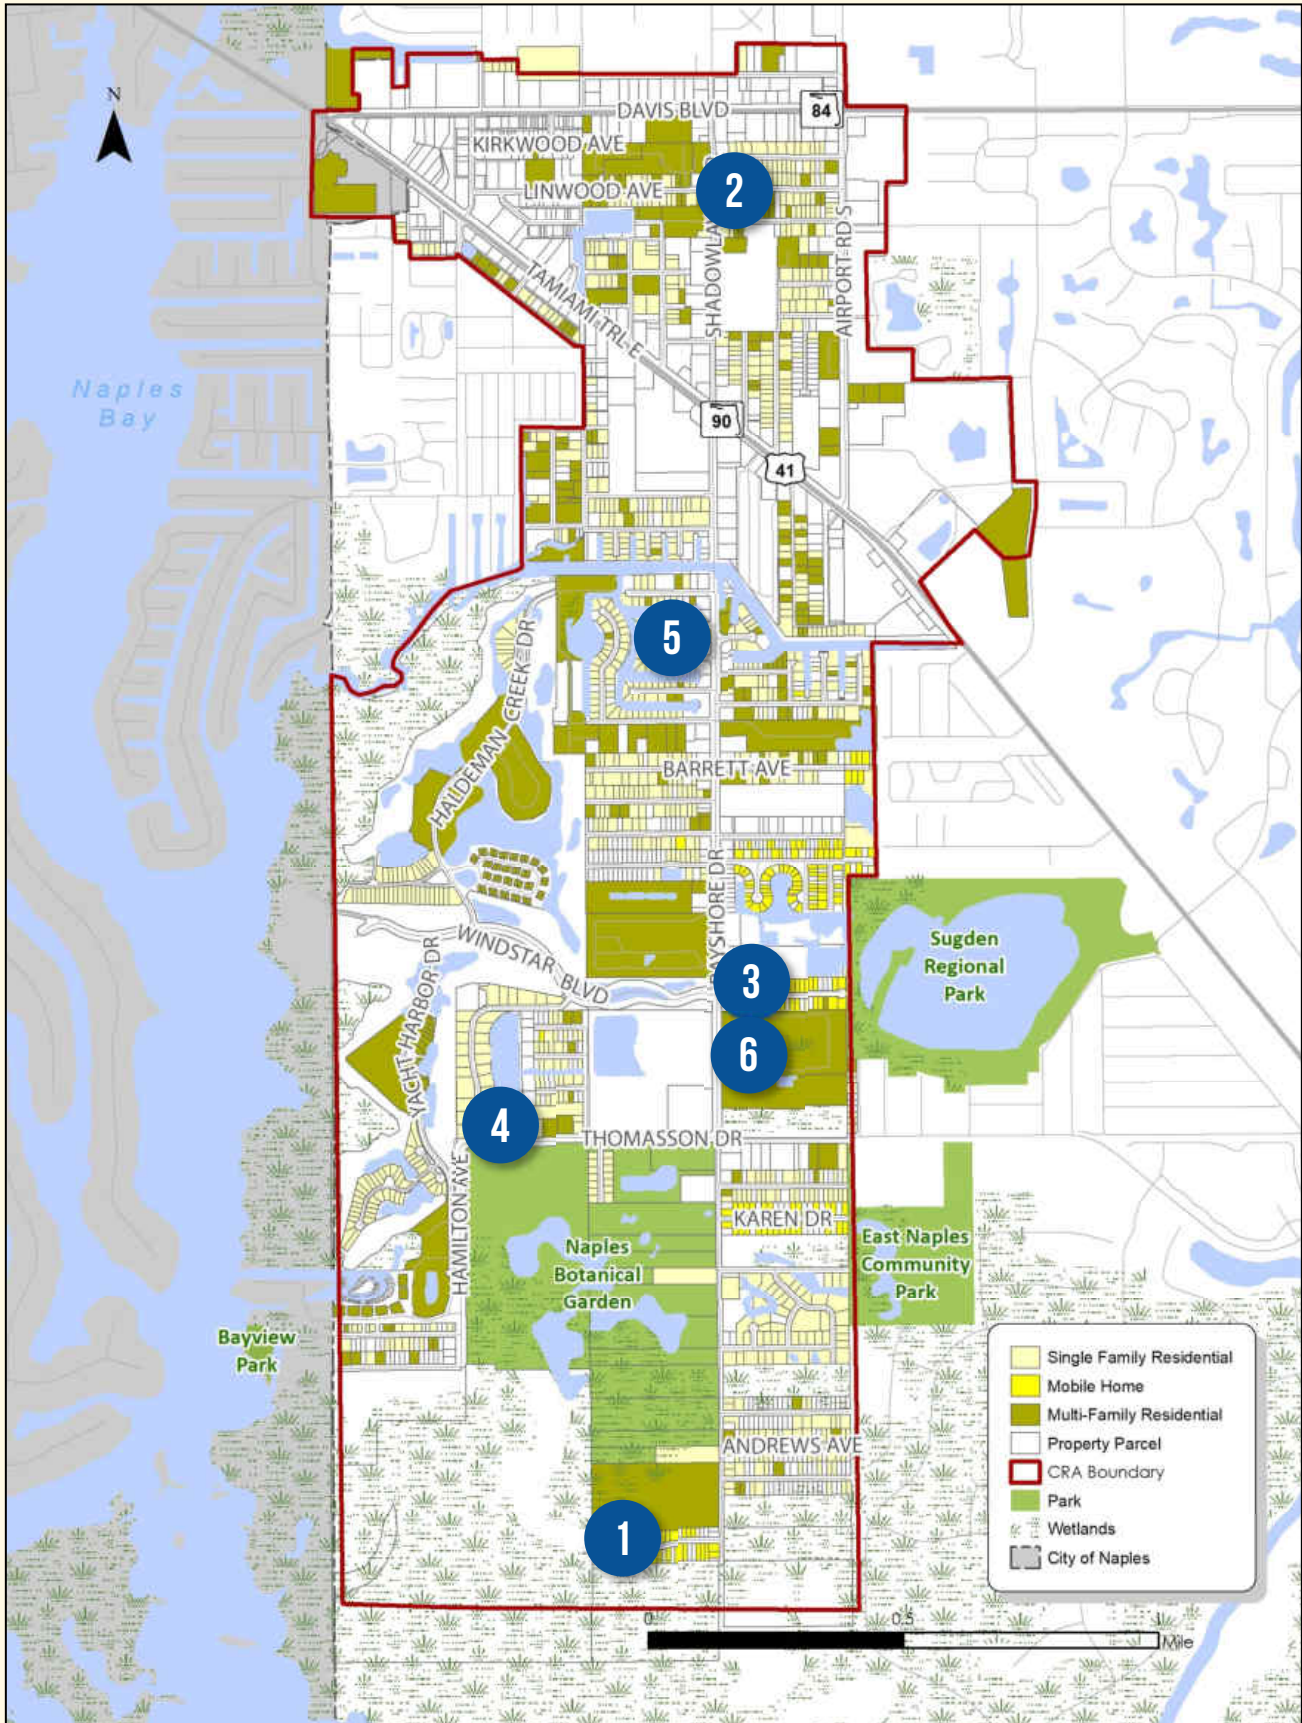 N
DAVIS BLVD
84
KIRKWOOD AVE
LINWOOD AVE
2
AIRPORT RD S
TAMIAMI TRL E
Naples
Bay
90
41
5
HALDEMAN CREEK DR
BARRETT AVE
WINDSTAR BLVD
YACHT HARBOR DR
3
Sugden
Regional
Park
6
4
THOMASSON DR
HAMILTON AVE
KAREN DR
Naples
Botanical
Garden
East Naples
Community
Park
Bayview
Park
ANDREWS AVE
1
Single Family Residential
Mobile Home
Multi-Family Residential
Property Parcel
CRA Boundary
Park
Wetlands
City of Naples
0
0.5
1
Mile